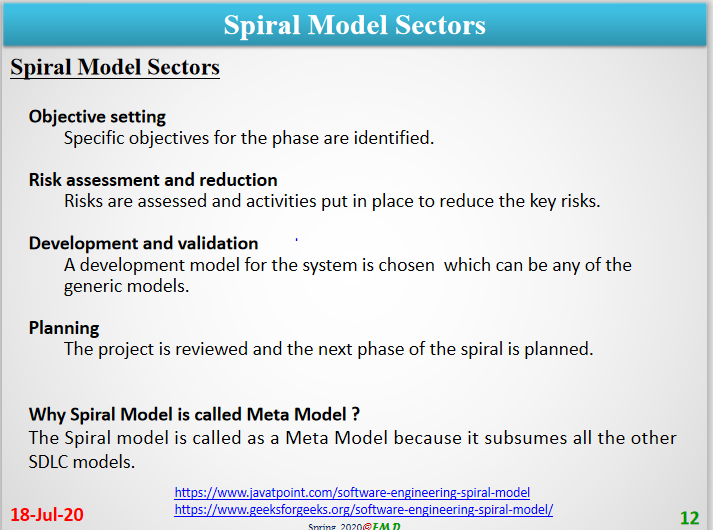 Spiral Model Sectors
Spiral Model Sectors
Objective setting
Specific objectives for the phase are identified.
Risk assessment and reduction
Risks are assessed and activities put in place to reduce the key risks.
Development and validation
A development model for the system is chosen which can be any of the
generic models.
Planning
The project is reviewed and the next phase of the spiral is planned.
Why Spiral Model is called Meta Model ?
The Spiral model is called as a Meta Model because it subsumes all the other
SDLC models.
https://www.javatpoint.com/software-engineering-spiral-model
https://www.geeksforgeeks.org/software-engineering-spiral-model/
18-Jul-20
Spring_2020@FMD
12